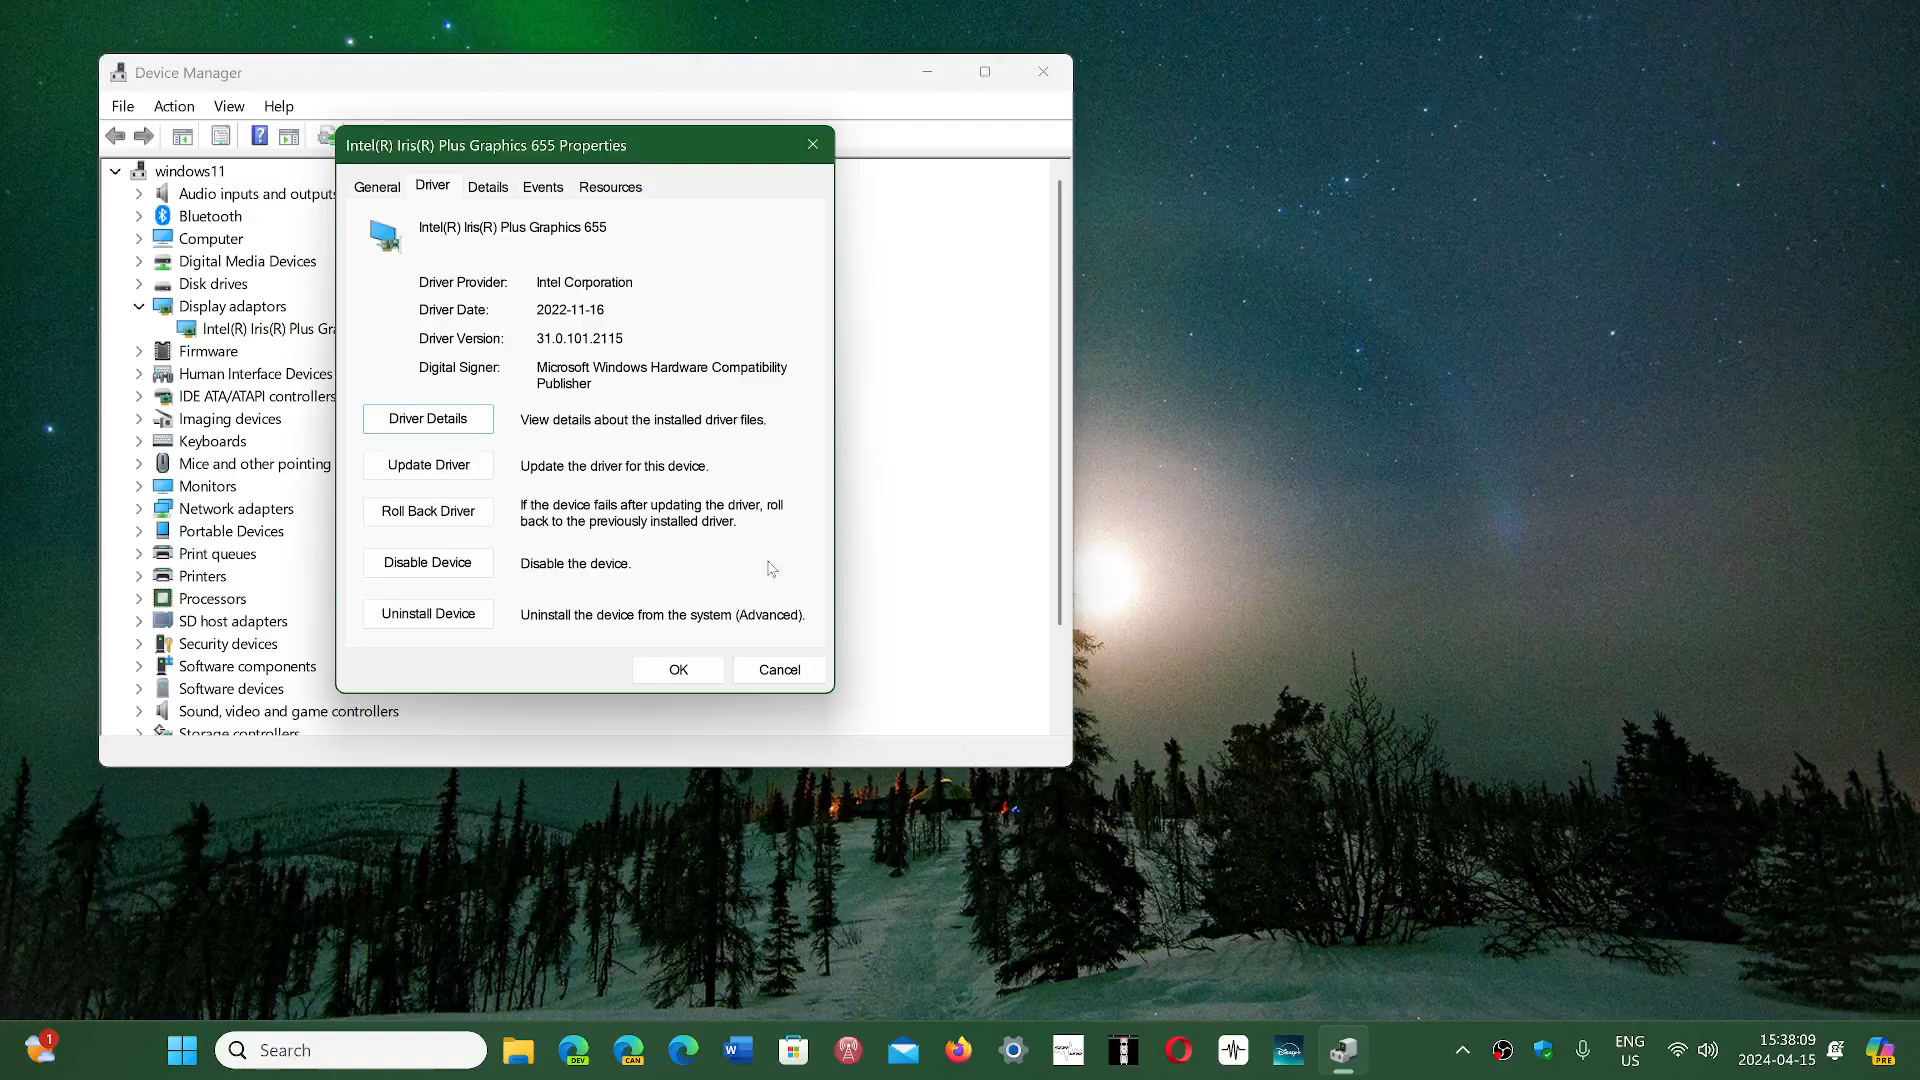 Device Manager
File Action View Help
Intel(R) Iris(R) Plus Graphics 655 Properties
windows11
Audio inputs and outputs
Bluetooth
Computer
Digital Media Devices
Disk drives
Display adaptors
Intel(R) Iris(R) Plus Gra
Firmware
Human Interface Devices
IDE ATA/ATAPI controllers
Imaging devices
Keyboards
Mice and other pointing
Monitors
Network adapters
Portable Devices
Print queues
Printers
Processors
SD host adapters
Security devices
Software components
Software devices
Sound, video and game controllers
Storage controllers
General Driver Details Events Resources
Intel(R) Iris(R) Plus Graphics 655
Driver Provider: Intel Corporation
Driver Date: 2022-11-16
Driver Version: 31.0.101.2115
Digital Signer: Microsoft Windows Hardware Compatibility
Publisher
Driver Details View details about the installed driver files.
Update Driver Update the driver for this device.
Roll Back Driver If the device fails after updating the driver, roll
back to the previously installed driver.
Disable Device Disable the device.
Uninstall Device Uninstall the device from the system (Advanced).
OK Cancel
1
Search
DEV
CAN
W
Disney+
ENG
US
15:38:09
2024-04-15
PRE